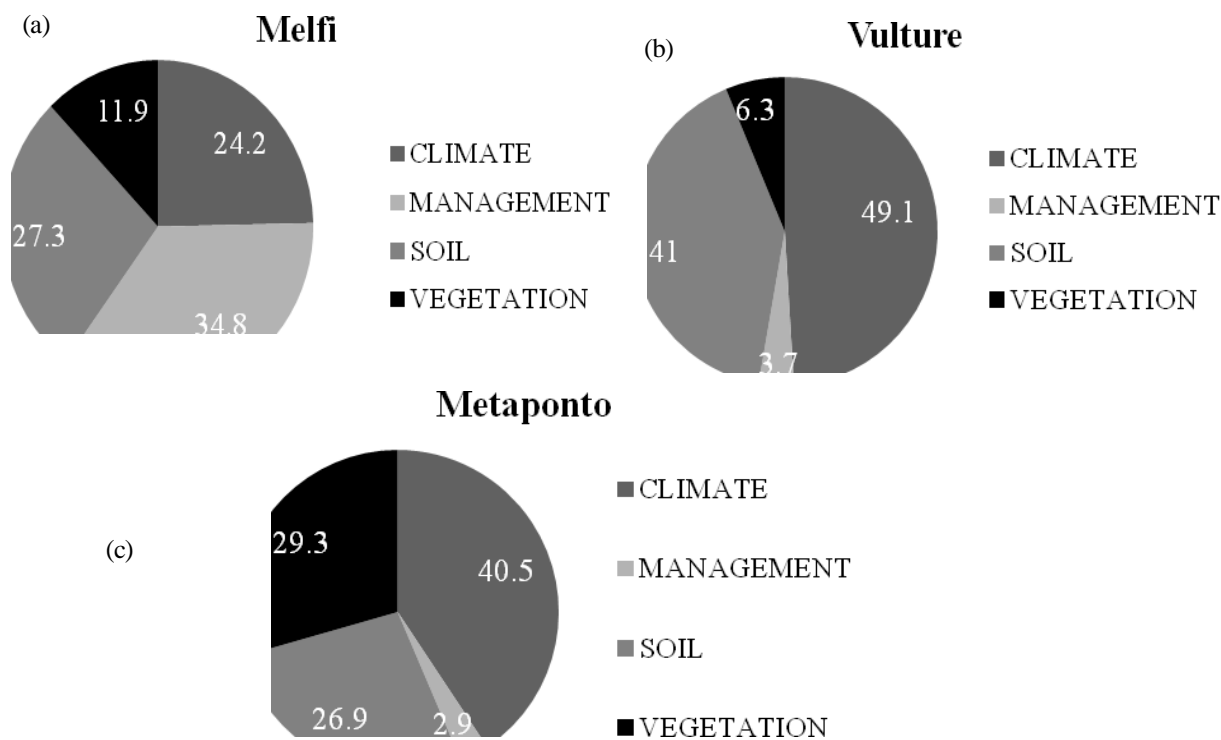 (a)
Melfi
11.9
24.2
27.3
34.8
CLIMATE
MANAGEMENT
SOIL
VEGETATION
(b)
Vulture
6.3
49.1
41
3.7
CLIMATE
MANAGEMENT
SOIL
VEGETATION
Metaponto
(c)
29.3
40.5
26.9
2.9
CLIMATE
MANAGEMENT
SOIL
VEGETATION